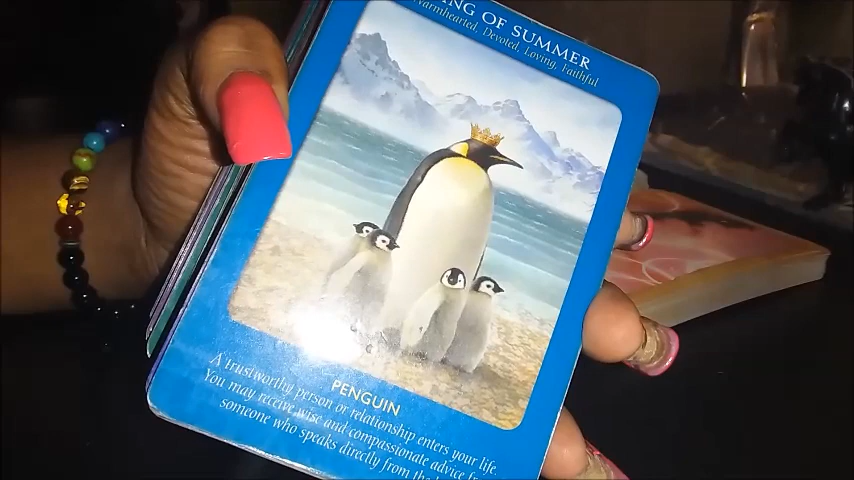 OF SUMMER
Warmhearted, Devoted, Loving, Faithful
PENGUIN
A trustworthy person or relationship enters your life.
You may receive wise and compassionate advice
someone who speaks directly from the